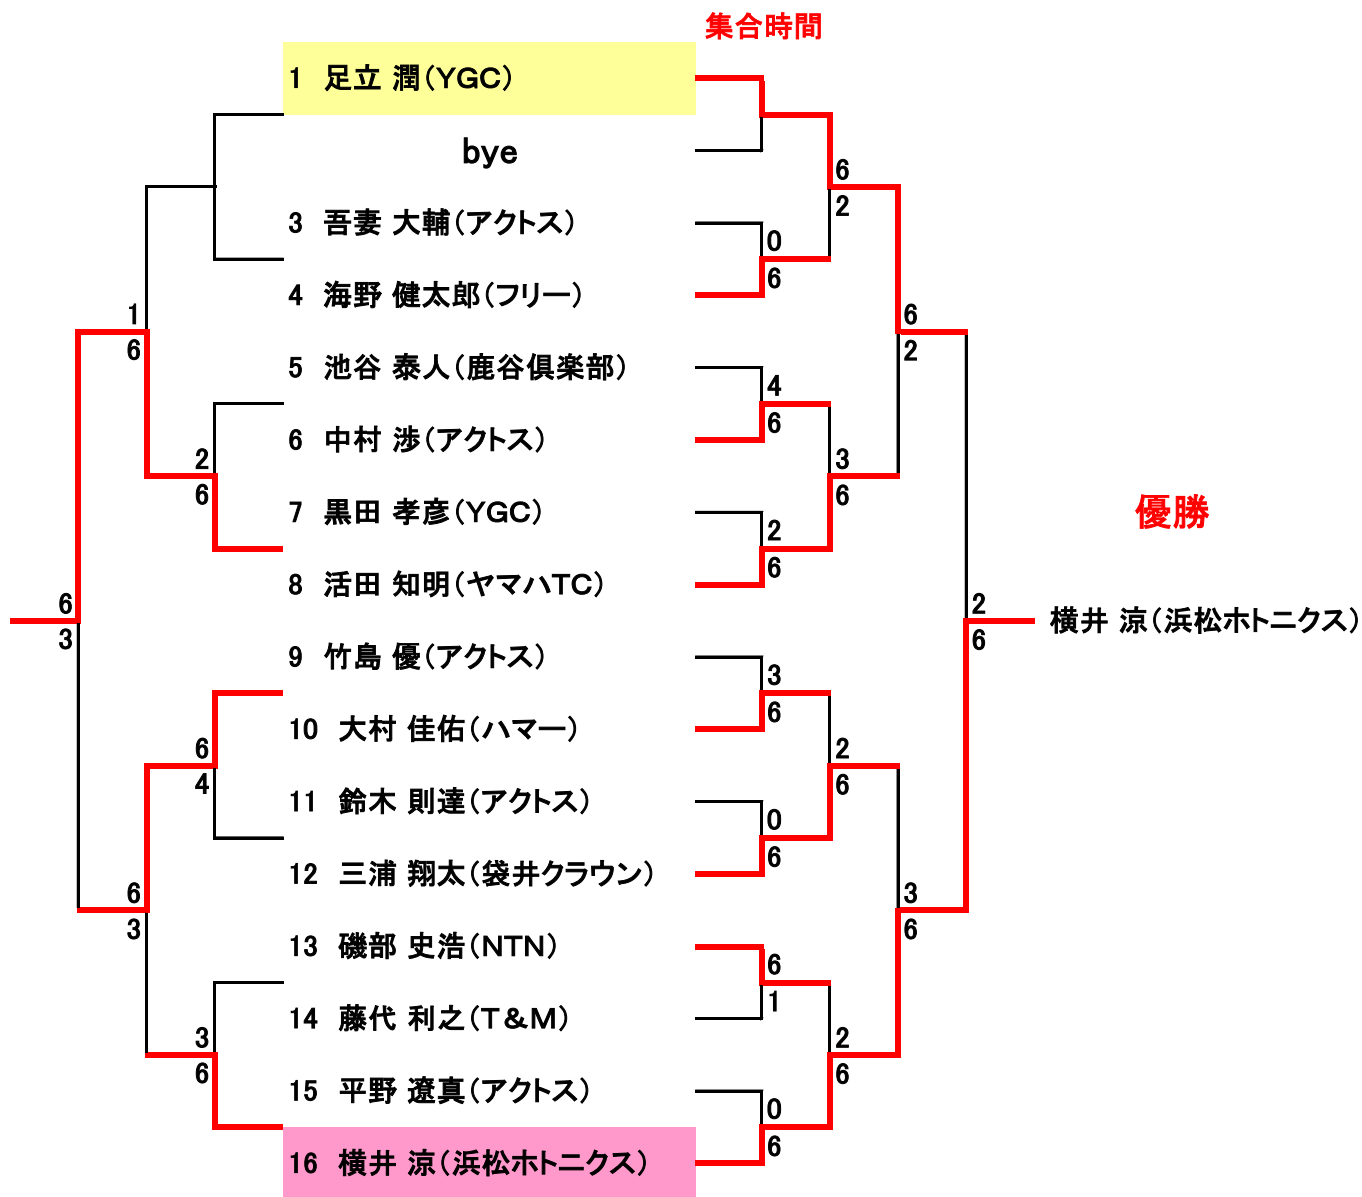 集合時間
1 足立 潤(YGC)
bye
6
2
3 吾妻 大輔(アクトス)
0
6
4 海野 健太郎(フリー)
1
6
6
2
5 池谷 泰人(鹿谷倶楽部)
4
6
6 中村 渉(アクトス)
2
6
3
6
7 黒田 孝彦(YGC)
優勝
2
6
8 活田 知明(ヤマハTC)
6
3
2
6
横井 涼(浜松ホトニクス)
9 竹島 優(アクトス)
3
6
10 大村 佳佑(ハマー)
6
4
2
6
11 鈴木 則達(アクトス)
0
6
12 三浦 翔太(袋井クラウン)
6
3
3
6
13 磯部 史浩(NTN)
6
1
14 藤代 利之(T&M)
3
6
2
6
15 平野 遼真(アクトス)
0
6
16 横井 涼(浜松ホトニクス)